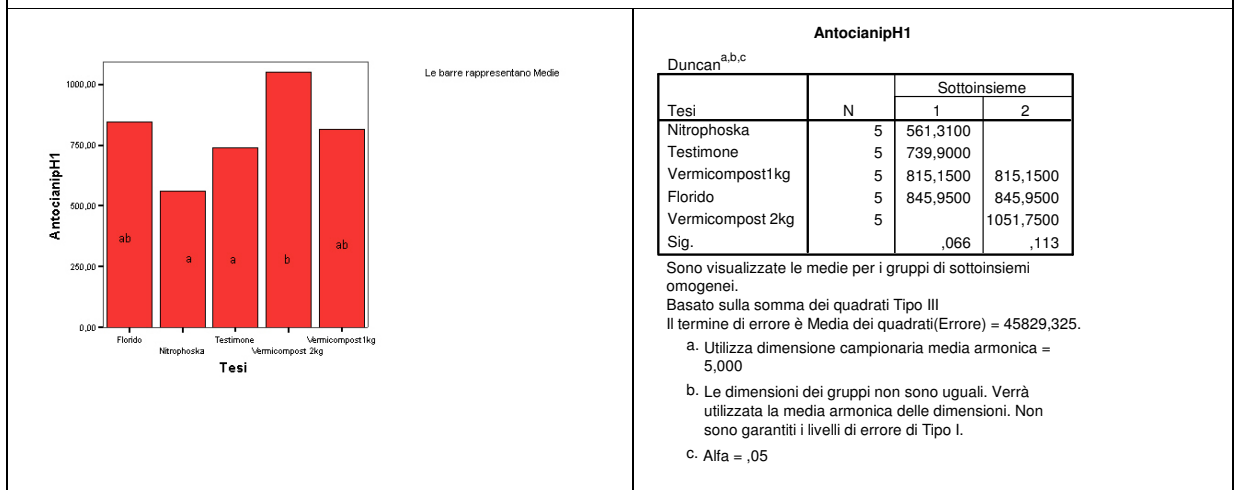 1000,00
750,00
500,00
250,00
0,00
AntocianipH1
ab
a
a
b
ab
Florido
Nitrophoska
Testimone
Vermicompost 2kg
Vermicompost1kg
Tesi
Le barre rappresentano Medie
AntocianipH1
Duncan a,b,c
Sottoinsieme
Tesi N 1 2
Nitrophoska 5 561,3100
Testimone 5 739,9000
Vermicompost1kg 5 815,1500 815,1500
Florido 5 845,9500 845,9500
Vermicompost 2kg 5 1051,7500
Sig. ,066 ,113
Sono visualizzate le medie per i gruppi di sottoinsiemi
omogenei.
Basato sulla somma dei quadrati Tipo III
Il termine di errore è Media dei quadrati(Errore) = 45829,325.
a. Utilizza dimensione campionaria media armonica =
5,000
b. Le dimensioni dei gruppi non sono uguali. Verrà
utilizzata la media armonica delle dimensioni. Non
sono garantiti i livelli di errore di Tipo I.
c. Alfa = ,05